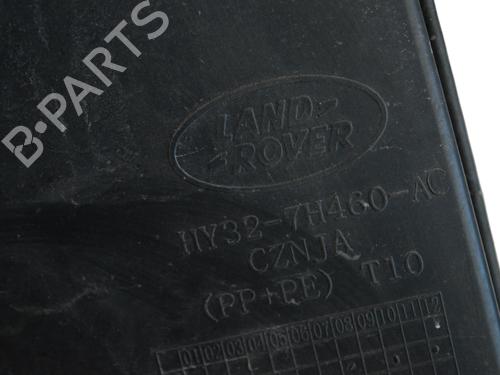 B-PARTS
LAND
ROVER
HY32-7H460-AC
CZNJA
(PP+PE) T10
01 02 03 04 05 06 07 08 09 10 11 12